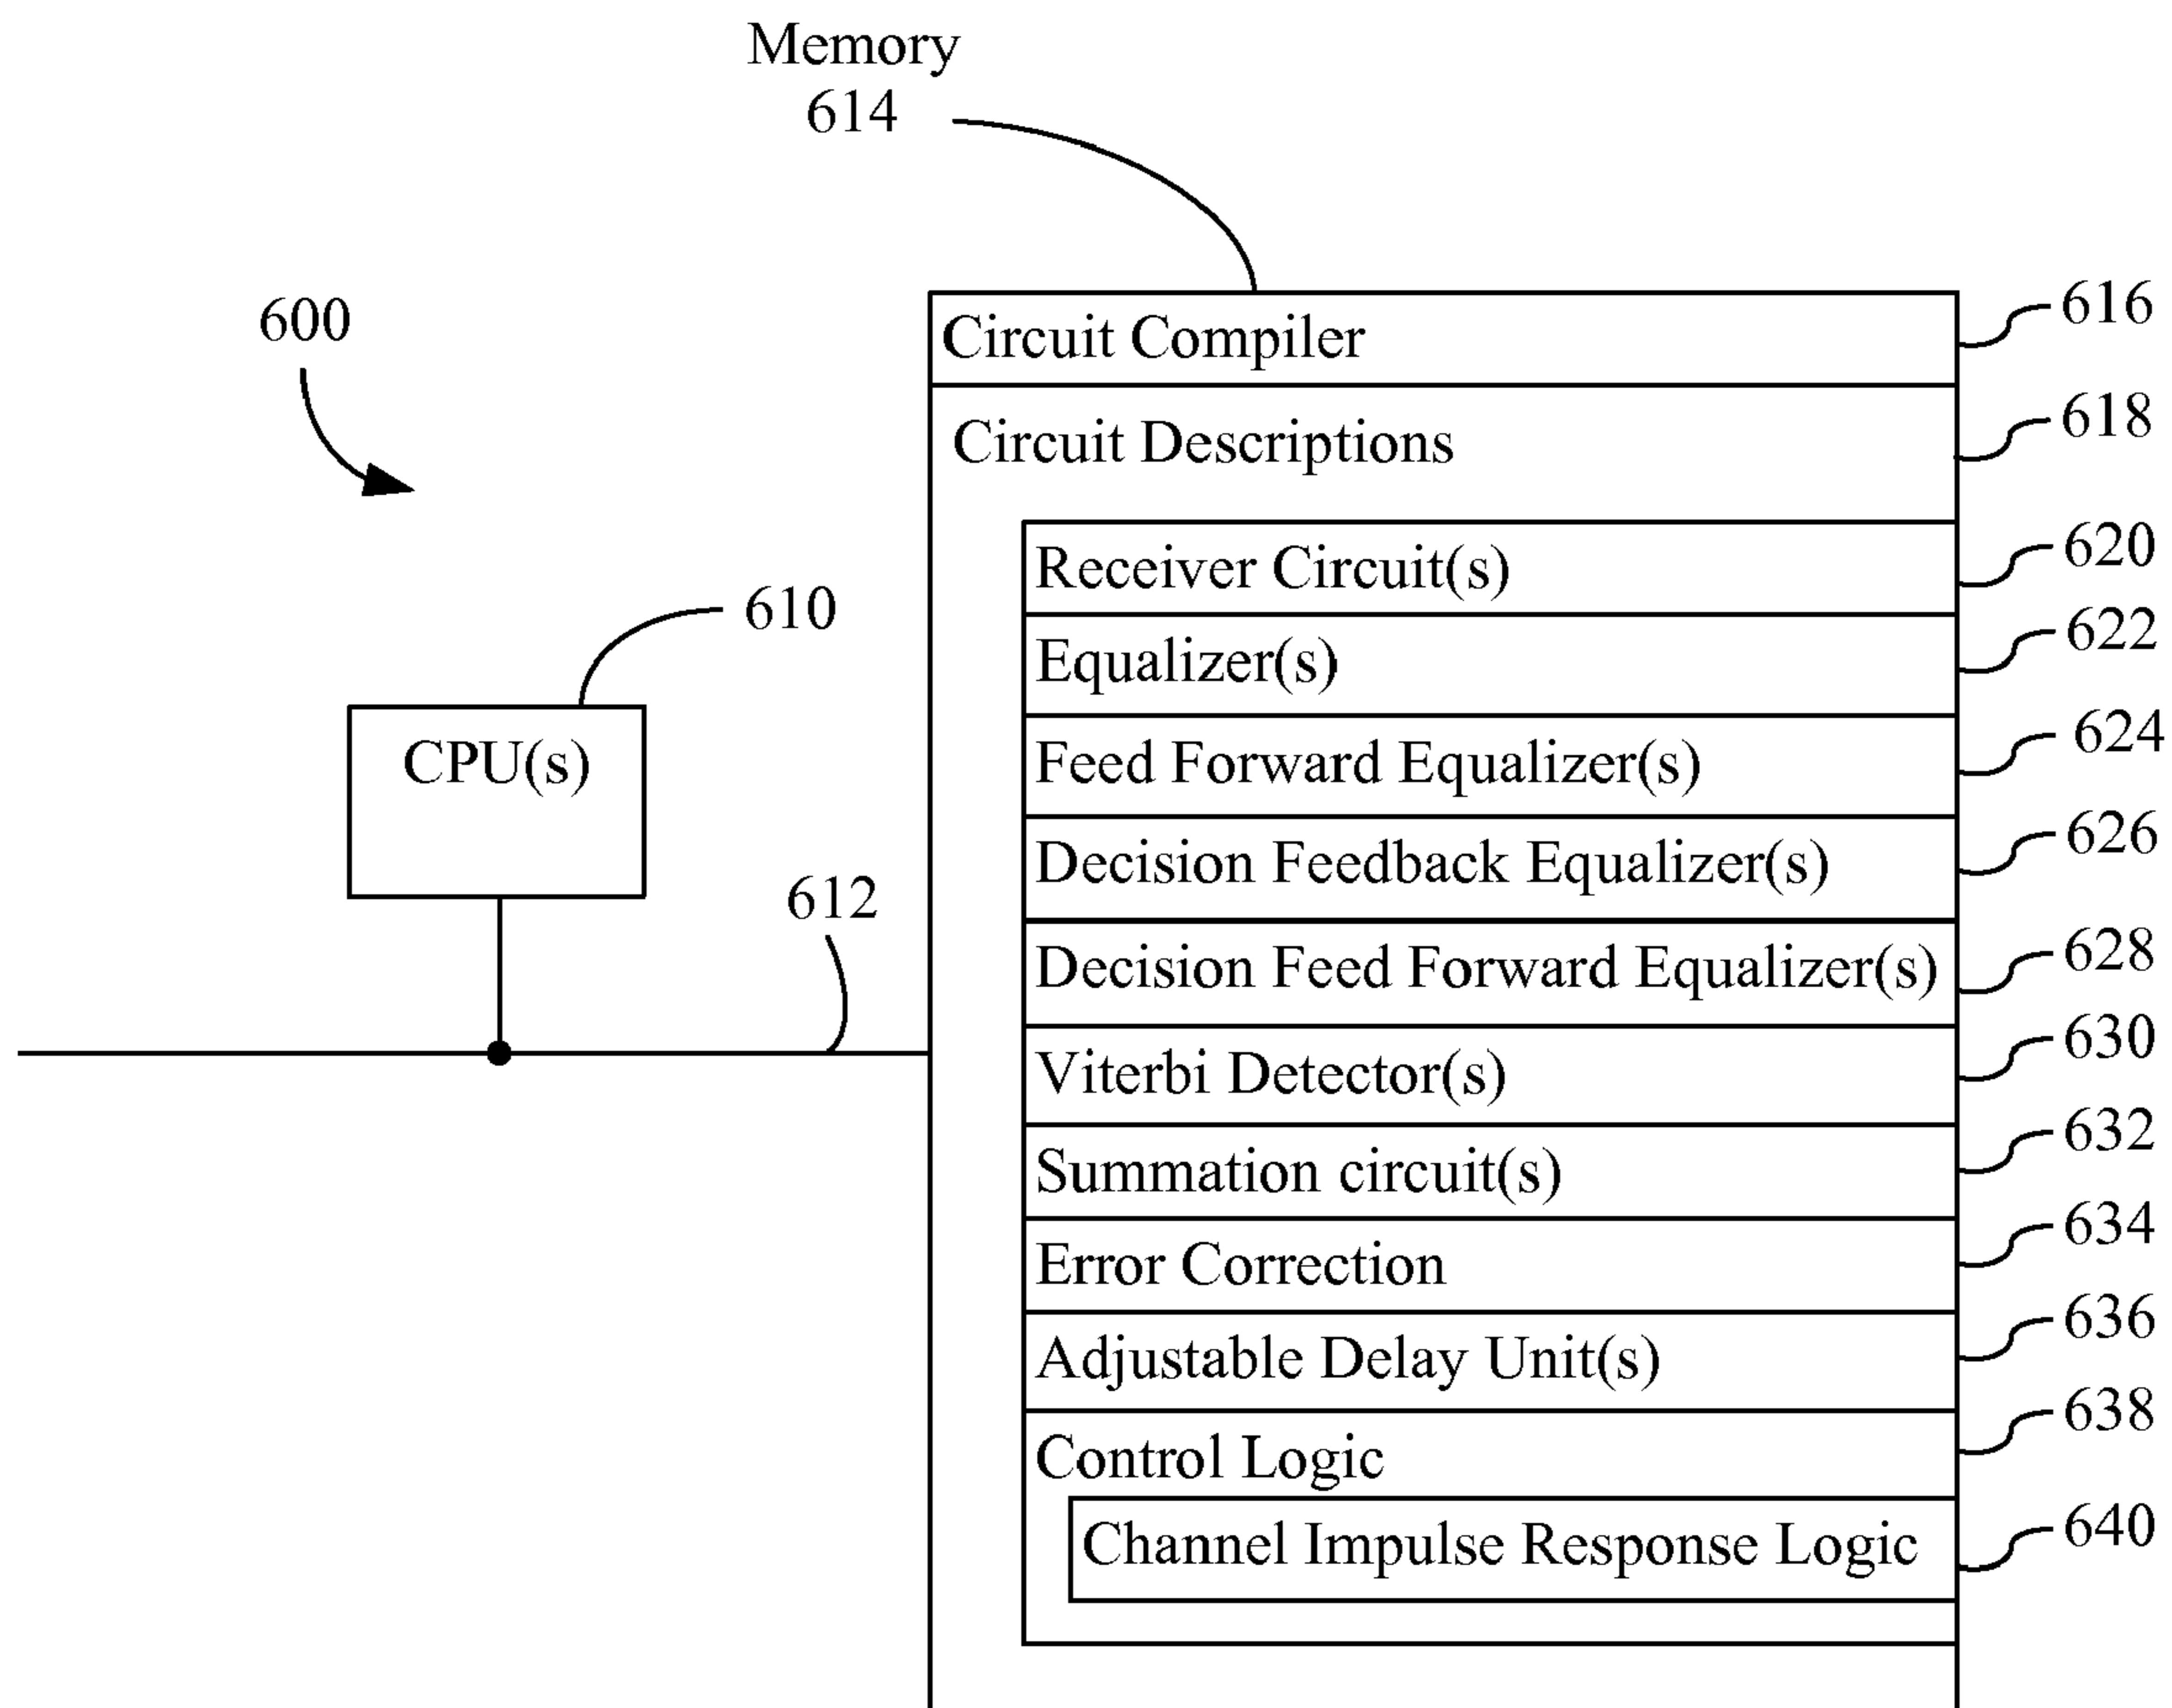 Memory
614
600
610
CPU(s)
612
Circuit Compiler
616
Circuit Descriptions
618
Receiver Circuit(s)
620
Equalizer(s)
622
Feed Forward Equalizer(s)
624
Decision Feedback Equalizer(s)
626
Decision Feed Forward Equalizer(s)
628
Viterbi Detector(s)
630
Summation circuit(s)
632
Error Correction
634
Adjustable Delay Unit(s)
636
Control Logic
638
Channel Impulse Response Logic
640